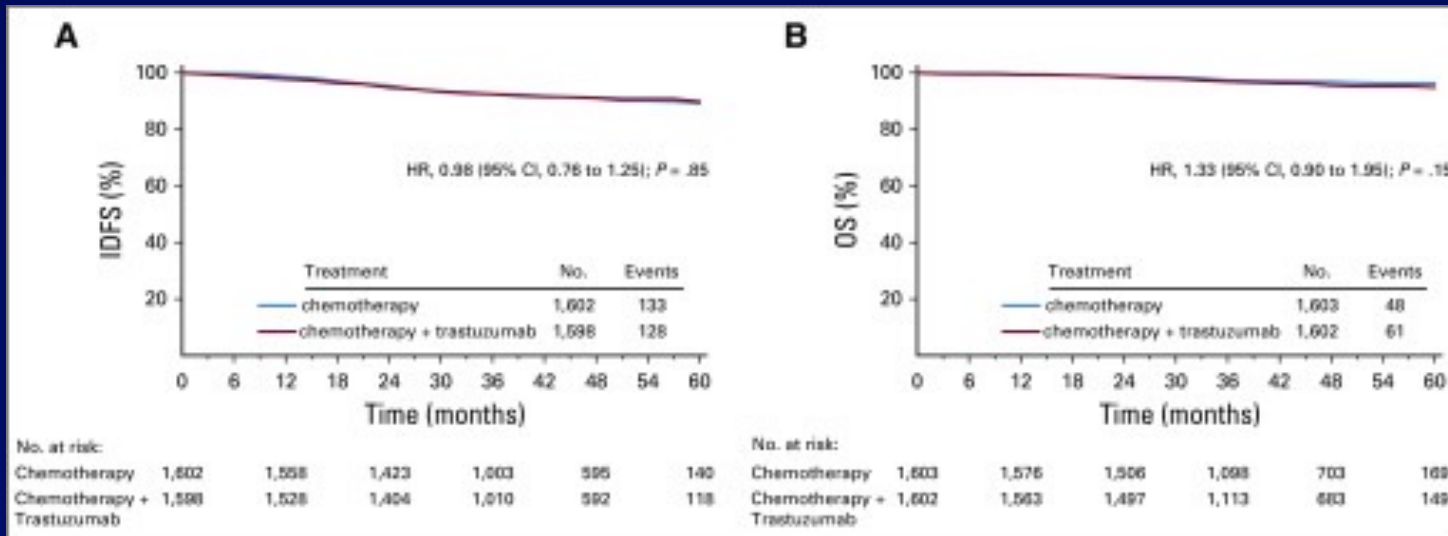 A
100
80
60
40
20
IDFS (%)
HR, 0.98 (95% CI, 0.76 to 1.25); P = .85
Treatment No. Events
chemotherapy 1,602 133
chemotherapy + trastuzumab 1,598 128
0 6 12 18 24 30 36 42 48 54 60
Time (months)
No. at risk:
Chemotherapy 1,602 1,558 1,423 1,003 595 140
Chemotherapy + 1,598 1,528 1,404 1,010 592 118
Trastuzumab
B
100
80
60
40
20
OS (%)
HR, 1.33 (95% CI, 0.90 to 1.95); P = .15
Treatment No. Events
chemotherapy 1,603 48
chemotherapy + trastuzumab 1,602 61
0 6 12 18 24 30 36 42 48 54 60
Time (months)
No. at risk:
Chemotherapy 1,603 1,576 1,506 1,098 703 169
Chemotherapy + 1,602 1,563 1,497 1,113 683 149
Trastuzumab